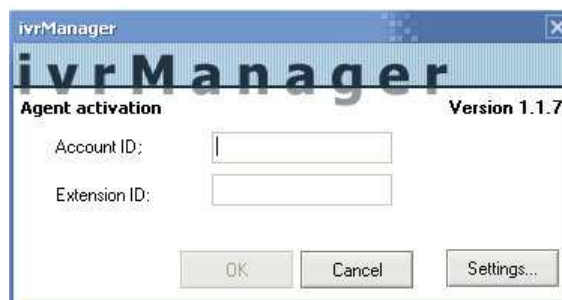 ivrManager
ivrManager
Agent activation Version 1.1.7
Account ID:
Extension ID:
OK Cancel Settings...